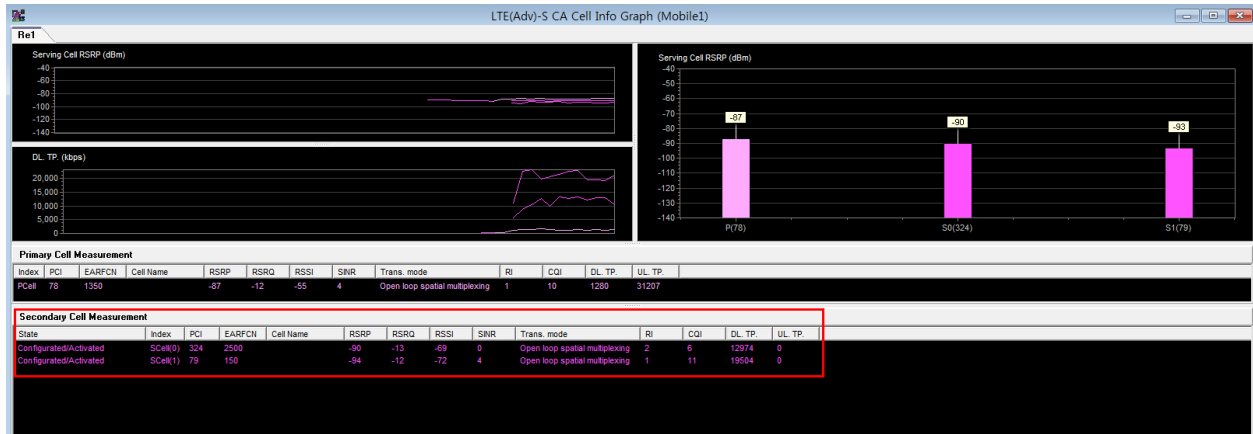 LTE(Adv)-S CA Cell Info Graph (Mobile1)
Re1
Serving Cell RSRP (dBm)
-40
-60
-80
-100
-120
-140
DL. TP. (kbps)
20,000
15,000
10,000
5,000
0
Serving Cell RSRP (dBm)
-40
-50
-60
-70
-80
-90
-100
-110
-120
-130
-140
-87
-90
-93
P(78) S0(324) S1(79)
Primary Cell Measurement
Index PCI EARFCN Cell Name RSRP RSRQ RSSI SINR Trans. mode RI CQI DL. TP. UL. TP.
PCell 78 1350 -87 -12 -55 4 Open loop spatial multiplexing 1 10 1280 31207
Secondary Cell Measurement
State Index PCI EARFCN Cell Name RSRP RSRQ RSSI SINR Trans. mode RI CQI DL. TP. UL. TP.
Configurated/Activated SCell(0) 324 2500 -90 -13 -69 0 Open loop spatial multiplexing 2 6 12974 0
Configurated/Activated SCell(1) 79 150 -94 -12 -72 4 Open loop spatial multiplexing 1 11 19504 0